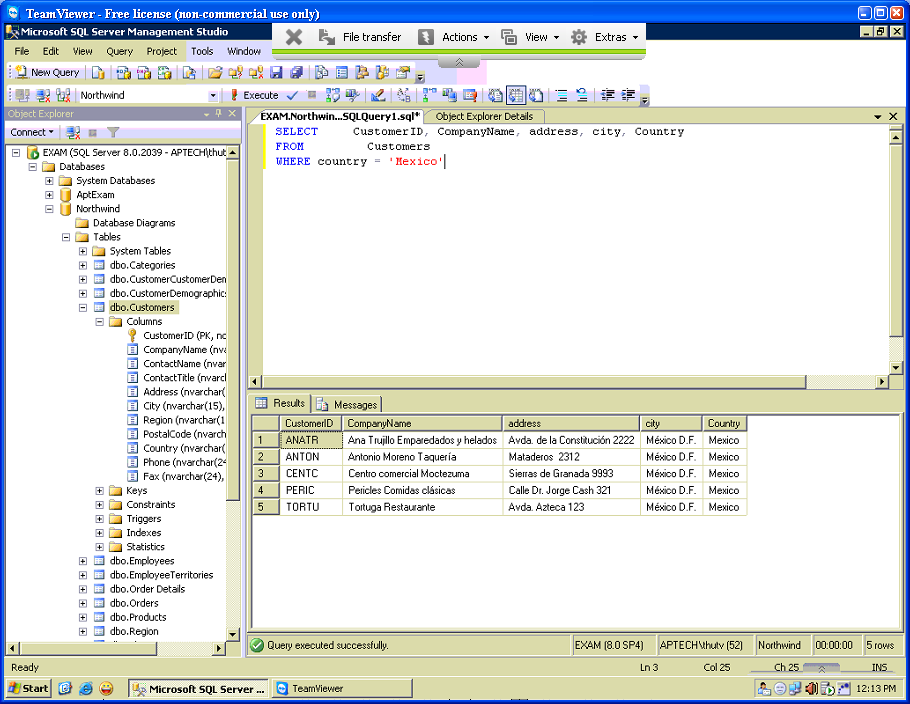 TeamViewer - Free license (non-commercial use only)
Microsoft SQL Server Management Studio
File transfer Actions View Extras
File Edit View Query Project Tools Window
New Query
Northwind Execute
Object Explorer
EXAM.Northwin...SQLQuery1.sql* Object Explorer Details
Connect
SELECT CustomerID, CompanyName, address, city, Country
FROM Customers
WHERE country = 'Mexico'
EXAM (SQL Server 8.0.2039 - APTECH\thut
Databases
System Databases
AptExam
Northwind
Database Diagrams
Tables
System Tables
dbo.Categories
dbo.CustomerCustomerDen
dbo.CustomerDemographics
dbo.Customers
Columns
CustomerID (PK, nc
CompanyName (nva
ContactName (nvar
ContactTitle (nvarcl
Address (nvarchar(
City (nvarchar(15),
Region (nvarchar(1
PostalCode (nvarch
Country (nvarchar(
Phone (nvarchar(24
Fax (nvarchar(24),
Keys
Constraints
Triggers
Indexes
Statistics
dbo.Employees
dbo.EmployeeTerritories
dbo.Order Details
dbo.Orders
dbo.Products
dbo.Region
Results Messages
CustomerID CompanyName address city Country
1 ANATR Ana Trujillo Emparedados y helados Avda. de la Constitución 2222 México D.F. Mexico
2 ANTON Antonio Moreno Taquería Mataderos 2312 México D.F. Mexico
3 CENTC Centro comercial Moctezuma Sierras de Granada 9993 México D.F. Mexico
4 PERIC Pericles Comidas clásicas Calle Dr. Jorge Cash 321 México D.F. Mexico
5 TORTU Tortuga Restaurante Avda. Azteca 123 México D.F. Mexico
Query executed successfully. EXAM (8.0 SP4) APTECH\thutv (52) Northwind 00:00:00 5 rows
Ready Ln 3 Col 25 Ch 25 INS
Start Microsoft SQL Server ... TeamViewer 12:13 PM